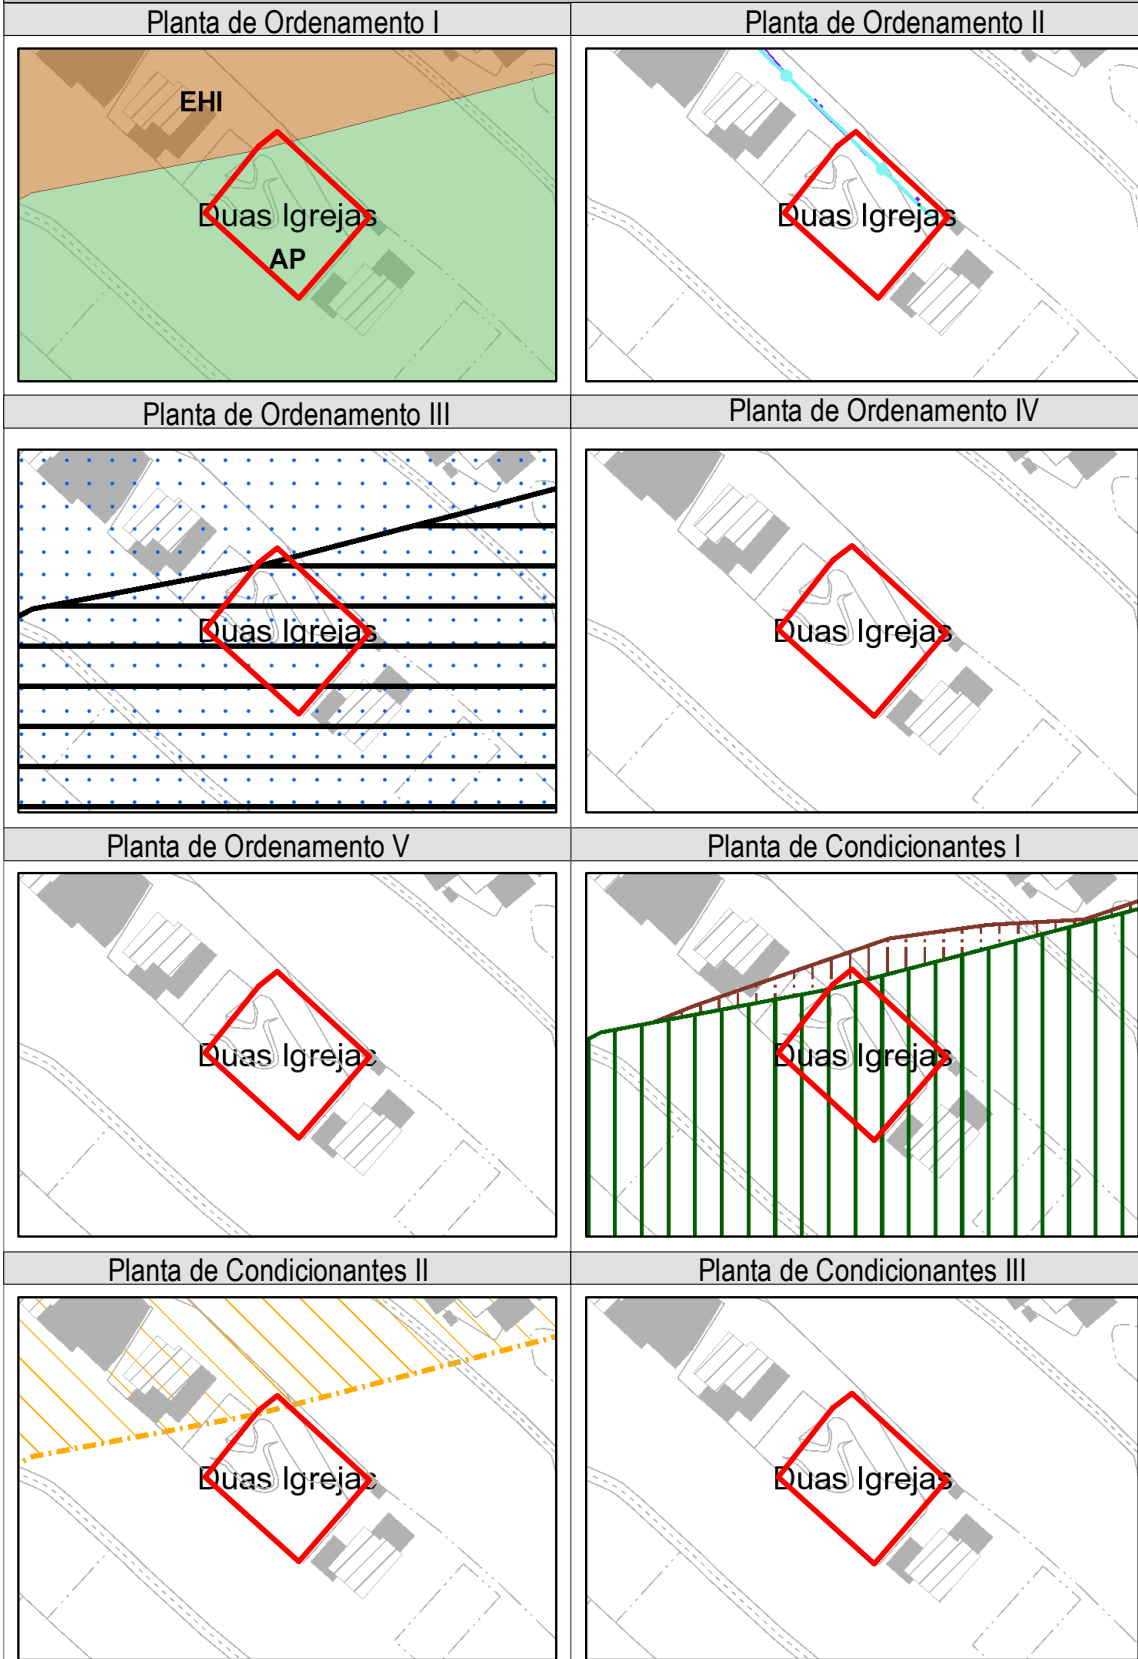 Planta de Ordenamento I
Planta de Ordenamento II
EHI
Duas Igrejas
AP
Duas Igrejas
Planta de Ordenamento III
Planta de Ordenamento IV
Duas Igrejas
Duas Igrejas
Planta de Ordenamento V
Planta de Condicionantes I
Duas Igrejas
Duas Igrejas
Planta de Condicionantes II
Planta de Condicionantes III
Duas Igrejas
Duas Igrejas